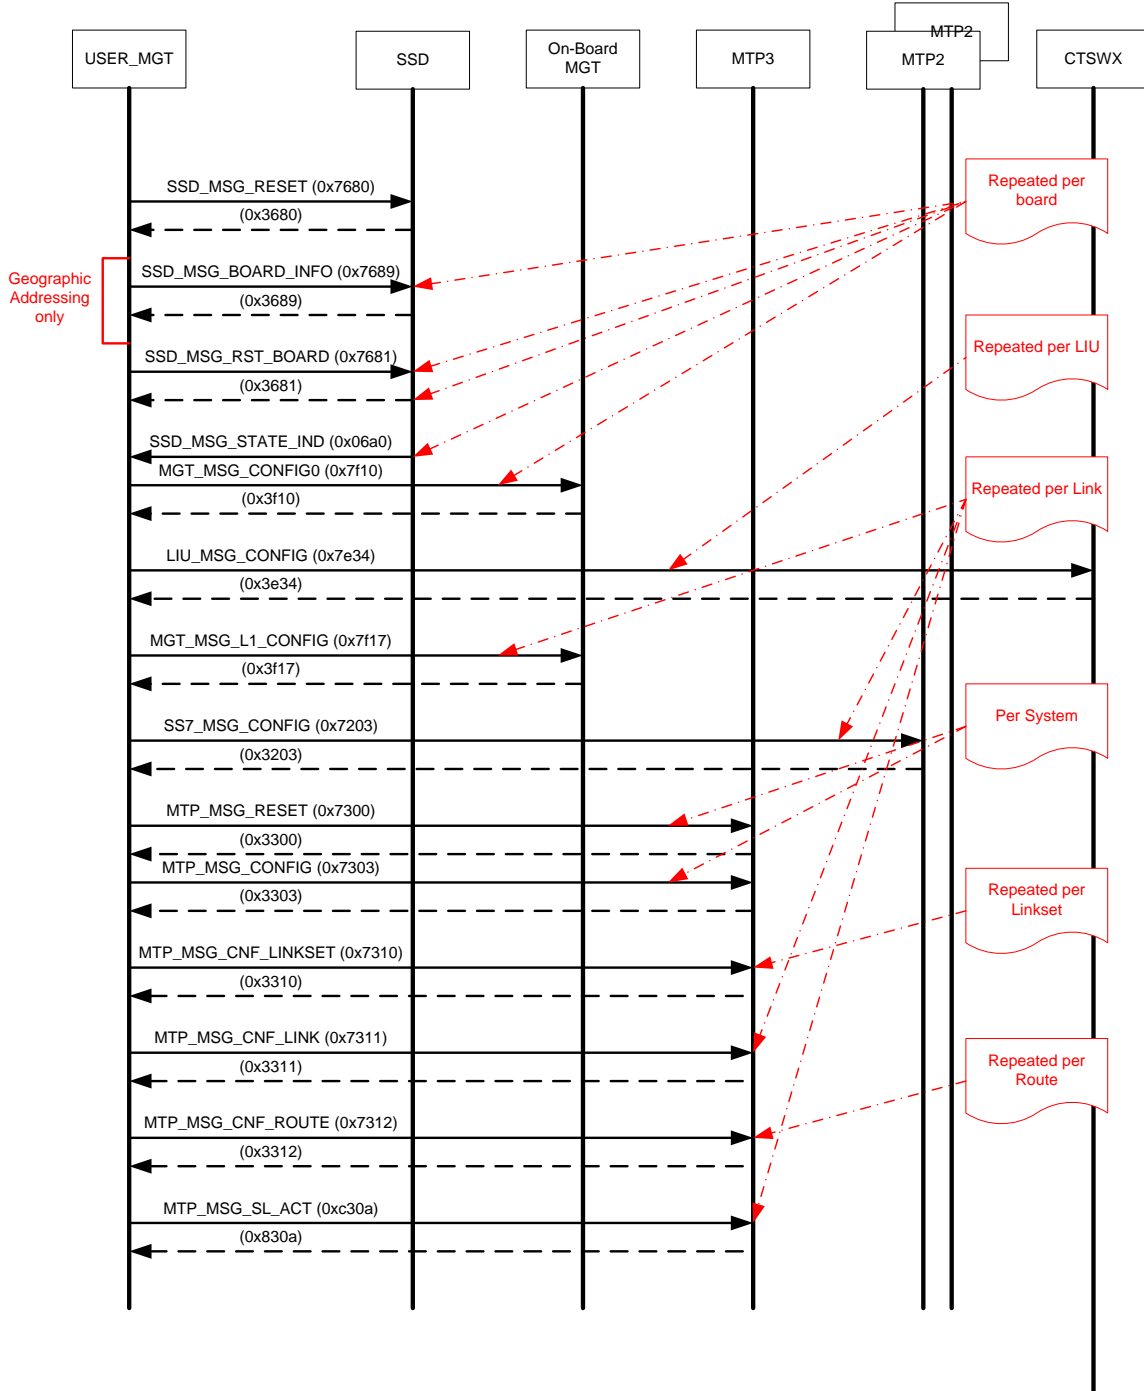 MTP2
USER_MGT
SSD
On-Board
MGT
MTP3
MTP2
CTSWX
SSD_MSG_RESET (0x7680)
(0x3680)
Repeated per
board
Geographic
Addressing
only
SSD_MSG_BOARD_INFO (0x7689)
(0x3689)
SSD_MSG_RST_BOARD (0x7681)
(0x3681)
Repeated per LIU
SSD_MSG_STATE_IND (0x06a0)
MGT_MSG_CONFIG0 (0x7f10)
(0x3f10)
Repeated per Link
LIU_MSG_CONFIG (0x7e34)
(0x3e34)
MGT_MSG_L1_CONFIG (0x7f17)
(0x3f17)
SS7_MSG_CONFIG (0x7203)
(0x3203)
Per System
MTP_MSG_RESET (0x7300)
(0x3300)
MTP_MSG_CONFIG (0x7303)
(0x3303)
Repeated per
Linkset
MTP_MSG_CNF_LINKSET (0x7310)
(0x3310)
MTP_MSG_CNF_LINK (0x7311)
(0x3311)
Repeated per
Route
MTP_MSG_CNF_ROUTE (0x7312)
(0x3312)
MTP_MSG_SL_ACT (0xc30a)
(0x830a)